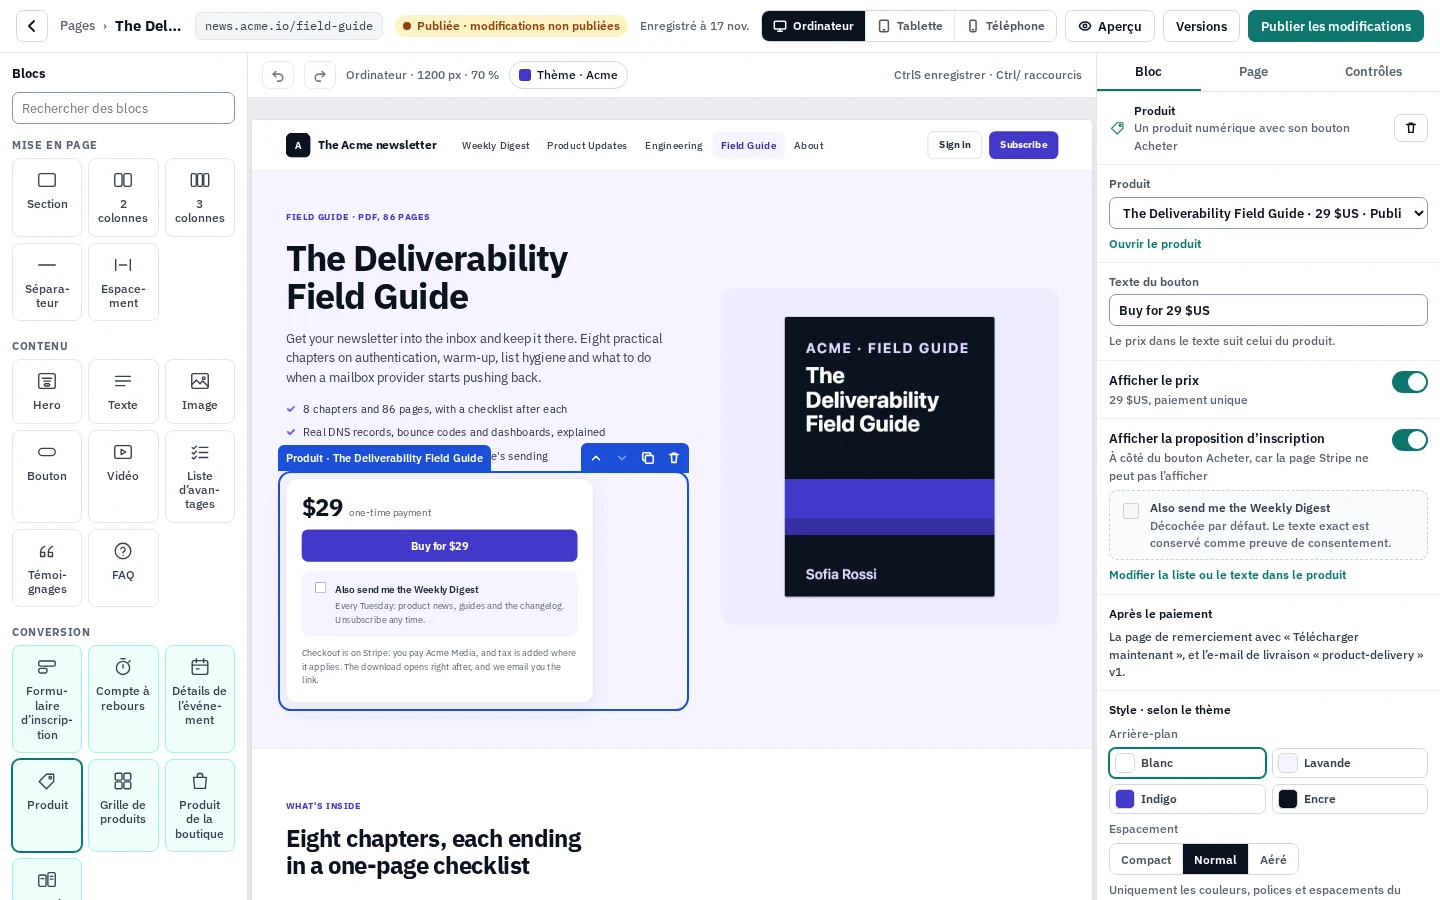 Pages › The Del...
news.acme.io/field-guide
Publiée · modifications non publiées
Enregistré à 17 nov.
Ordinateur
Tablette
Téléphone
Aperçu
Versions
Publier les modifications
Blocs
Rechercher des blocs
MISE EN PAGE
Section
2
colonnes
3
colonnes
Sépara-
teur
Espace-
ment
CONTENU
Hero
Texte
Image
Bouton
Vidéo
Liste
d'avan-
tages
Témoi-
gnages
FAQ
CONVERSION
Formu-
laire
d'inscrip-
tion
Compte à
rebours
Détails de
l'événe-
ment
Produit
Grille de
produits
Produit
de la
boutique
Ordinateur · 1200 px · 70 %
Thème · Acme
CtrlS enregistrer · Ctrl/ raccourcis
A The Acme newsletter
Weekly Digest
Product Updates
Engineering
Field Guide
About
Sign in
Subscribe
FIELD GUIDE · PDF, 86 PAGES
The Deliverability
Field Guide
Get your newsletter into the inbox and keep it there. Eight practical
chapters on authentication, warm-up, list hygiene and what to do
when a mailbox provider starts pushing back.
8 chapters and 86 pages, with a checklist after each
Real DNS records, bounce codes and dashboards, explained
e's sending
Produit · The Deliverability Field Guide
$29 one-time payment
Buy for $29
Also send me the Weekly Digest
Every Tuesday: product news, guides and the changelog.
Unsubscribe any time.
Checkout is on Stripe: you pay Acme Media, and tax is added where
it applies. The download opens right after, and we email you the
link.
ACME · FIELD GUIDE
The
Deliverability
Field Guide
Sofia Rossi
WHAT'S INSIDE
Eight chapters, each ending
in a one-page checklist
Bloc
Page
Contrôles
Produit
Un produit numérique avec son bouton
Acheter
Produit
The Deliverability Field Guide · 29 $US · Publi
Ouvrir le produit
Texte du bouton
Buy for 29 $US
Le prix dans le texte suit celui du produit.
Afficher le prix
29 $US, paiement unique
Afficher la proposition d'inscription
À côté du bouton Acheter, car la page Stripe ne
peut pas l'afficher
Also send me the Weekly Digest
Décochée par défaut. Le texte exact est
conservé comme preuve de consentement.
Modifier la liste ou le texte dans le produit
Après le paiement
La page de remerciement avec « Télécharger
maintenant », et l'e-mail de livraison « product-delivery »
v1.
Style · selon le thème
Arrière-plan
Blanc
Lavande
Indigo
Encre
Espacement
Compact
Normal
Aéré
Uniquement les couleurs, polices et espacements du